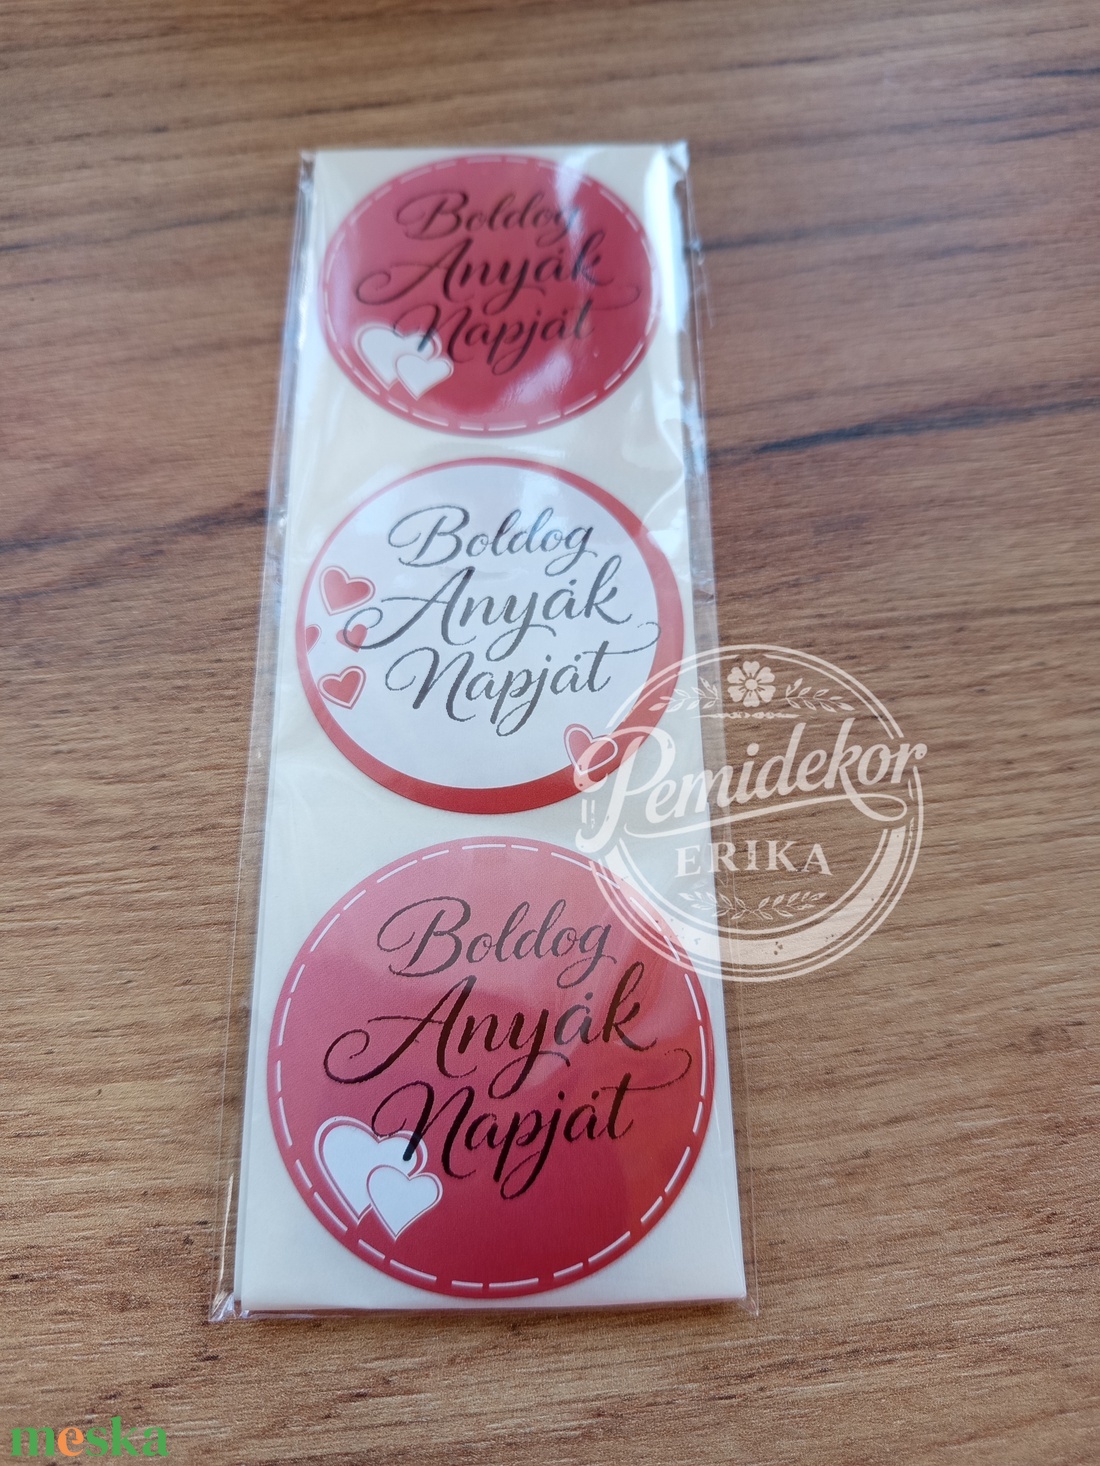 Boldog
Anyák
Napját
Boldog
Anyák
Napját
Pemidekor
ERIKA
Boldog
Anyák
Napját
meska